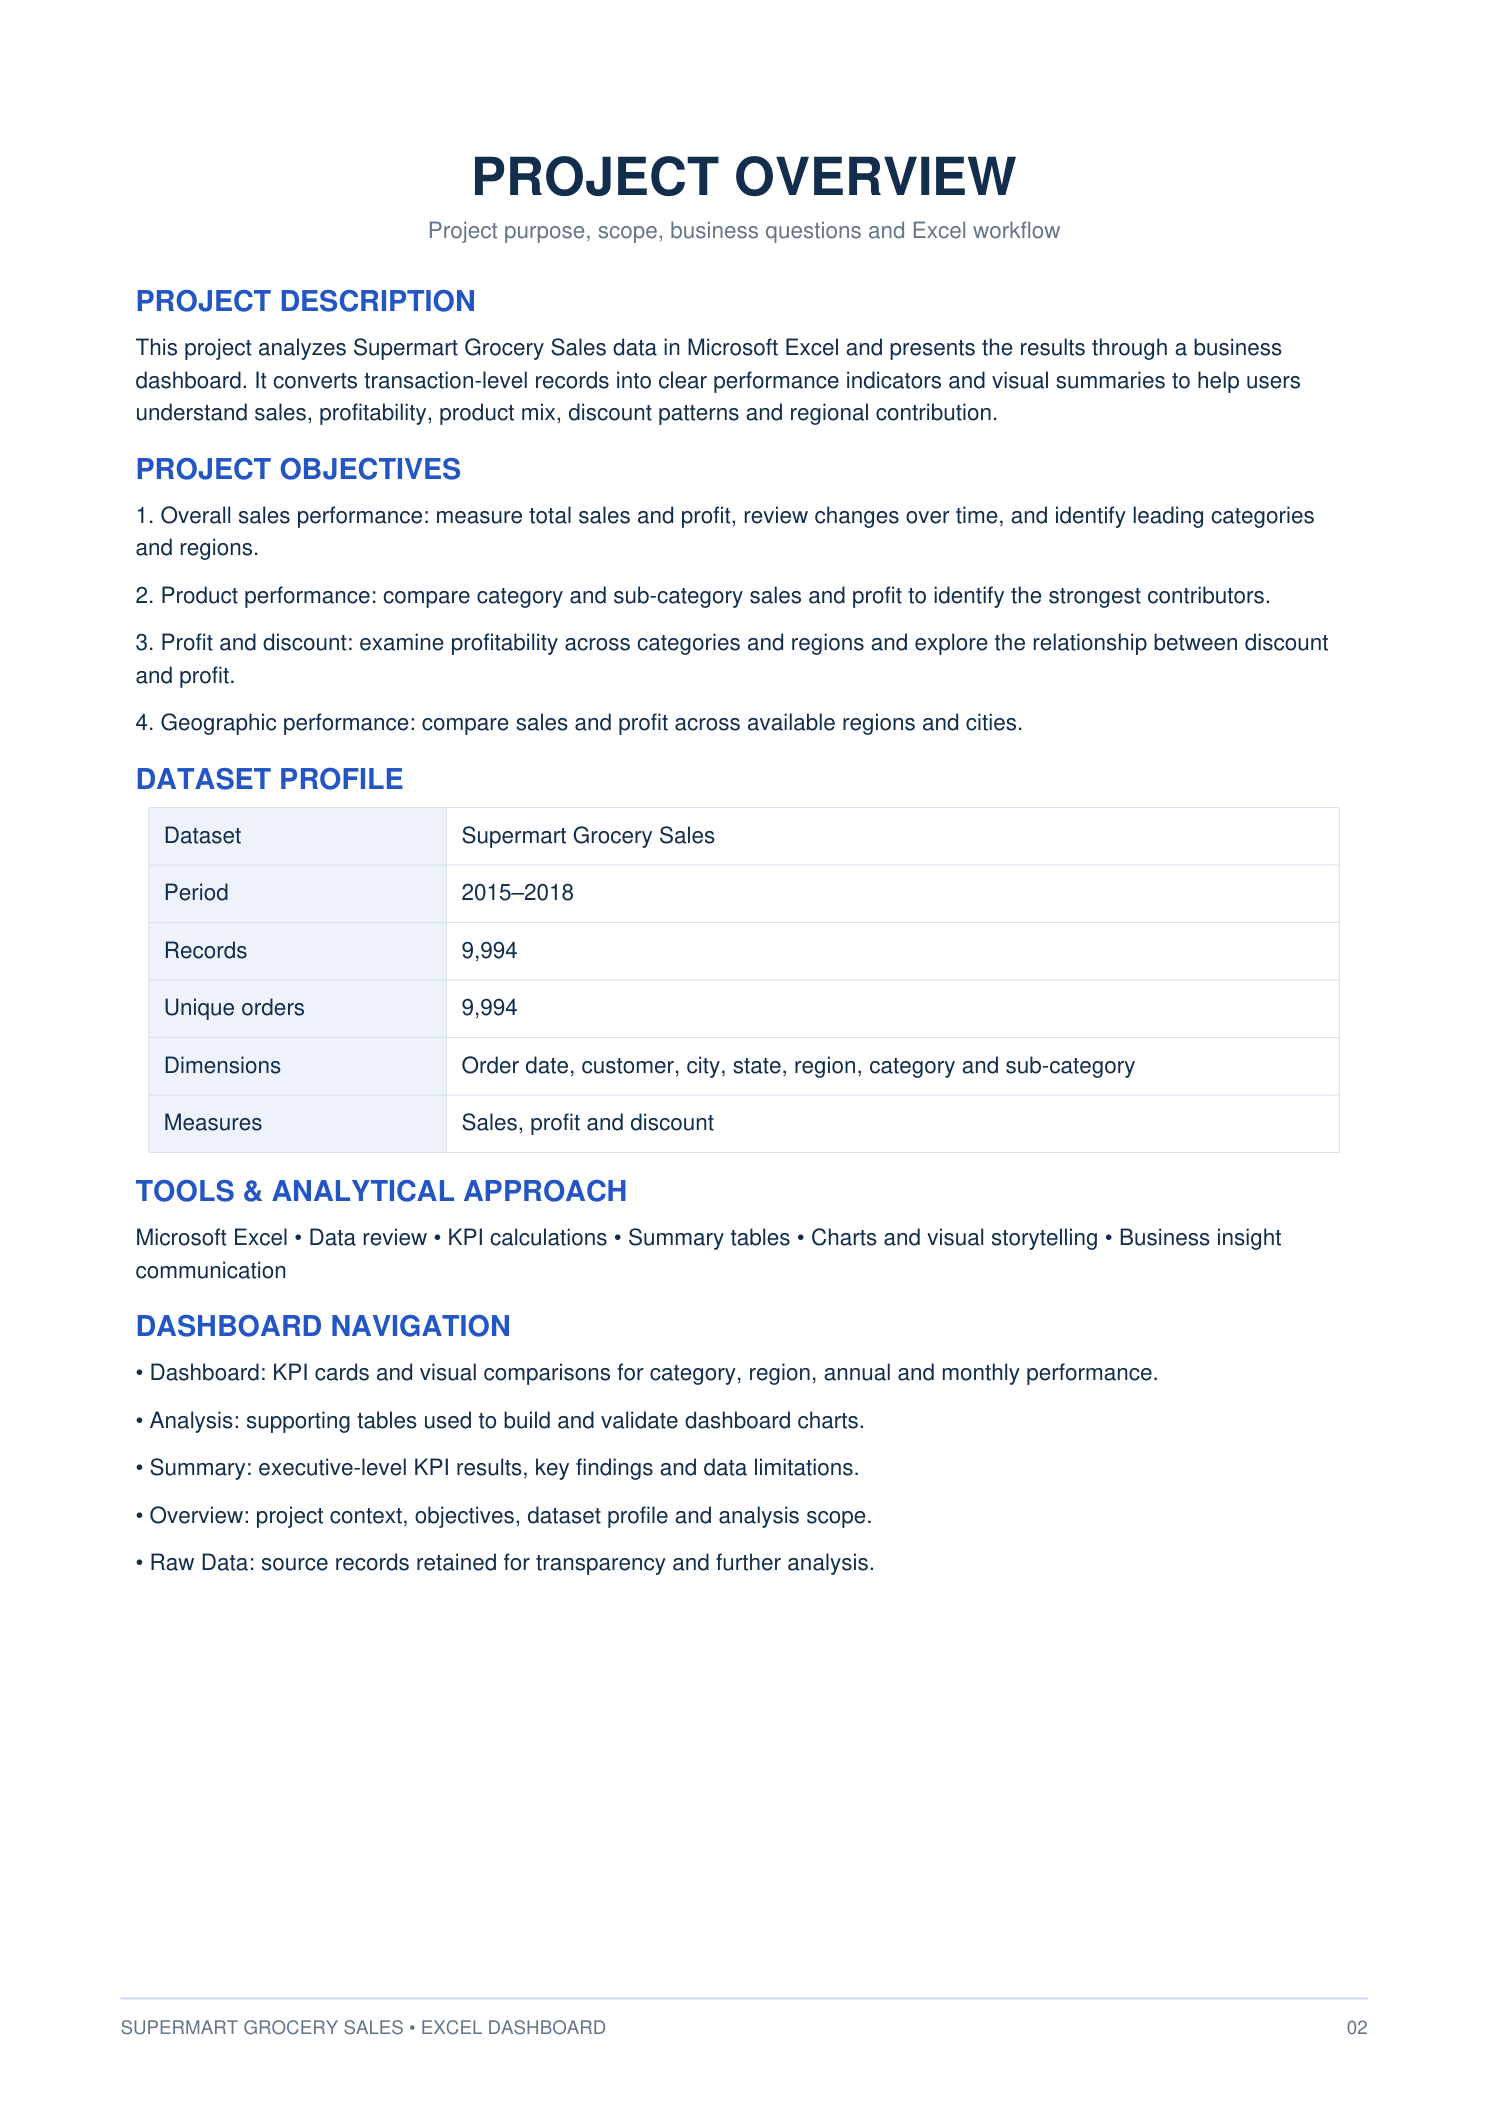 PROJECT OVERVIEW
Project purpose, scope, business questions and Excel workflow
PROJECT DESCRIPTION
This project analyzes Supermart Grocery Sales data in Microsoft Excel and presents the results through a business
dashboard. It converts transaction-level records into clear performance indicators and visual summaries to help users
understand sales, profitability, product mix, discount patterns and regional contribution.
PROJECT OBJECTIVES
1. Overall sales performance: measure total sales and profit, review changes over time, and identify leading categories
and regions.
2. Product performance: compare category and sub-category sales and profit to identify the strongest contributors.
3. Profit and discount: examine profitability across categories and regions and explore the relationship between discount
and profit.
4. Geographic performance: compare sales and profit across available regions and cities.
DATASET PROFILE
Dataset Supermart Grocery Sales
Period 2015–2018
Records 9,994
Unique orders 9,994
Dimensions Order date, customer, city, state, region, category and sub-category
Measures Sales, profit and discount
TOOLS & ANALYTICAL APPROACH
Microsoft Excel • Data review • KPI calculations • Summary tables • Charts and visual storytelling • Business insight
communication
DASHBOARD NAVIGATION
• Dashboard: KPI cards and visual comparisons for category, region, annual and monthly performance.
• Analysis: supporting tables used to build and validate dashboard charts.
• Summary: executive-level KPI results, key findings and data limitations.
• Overview: project context, objectives, dataset profile and analysis scope.
• Raw Data: source records retained for transparency and further analysis.
SUPERMART GROCERY SALES • EXCEL DASHBOARD 02